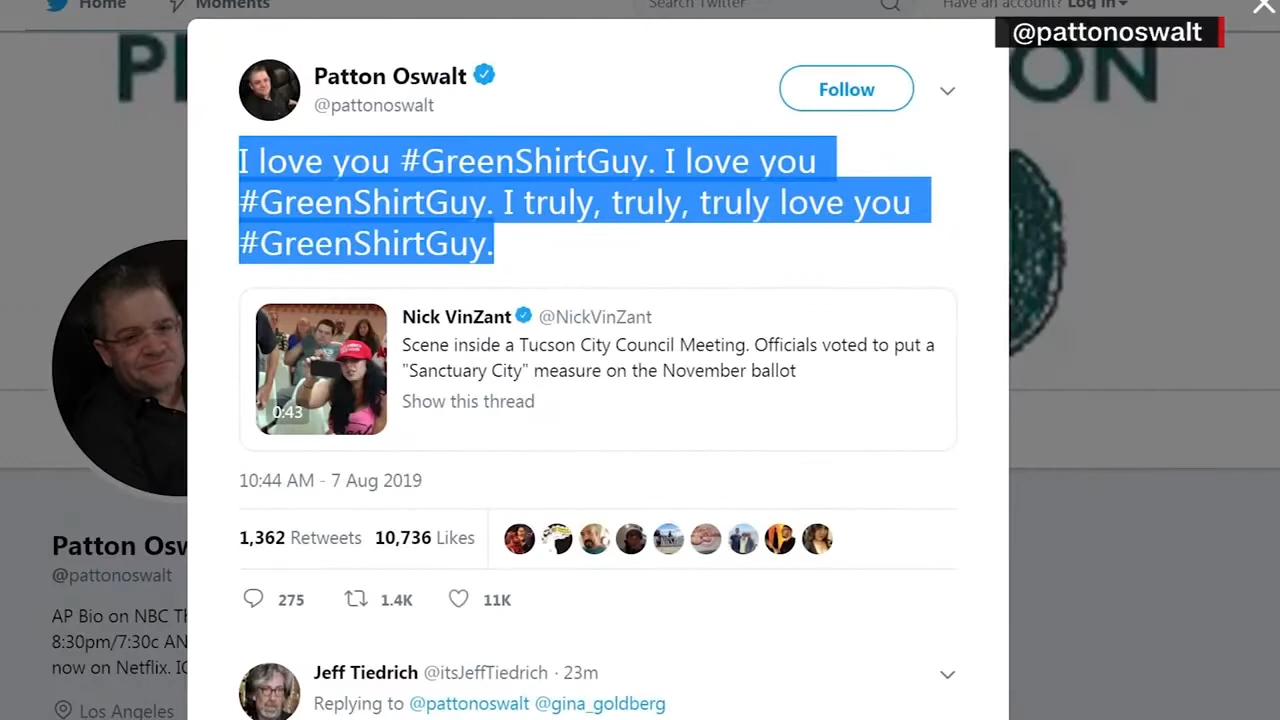 Home Moments Search Twitter Have an account? Log in
@pattonoswalt
ON
Patton Oswalt
@pattonoswalt
Follow
I love you #GreenShirtGuy. I love you
#GreenShirtGuy. I truly, truly, truly love you
#GreenShirtGuy.
Nick VinZant @NickVinZant
Scene inside a Tucson City Council Meeting. Officials voted to put a
"Sanctuary City" measure on the November ballot
Show this thread
0:43
10:44 AM - 7 Aug 2019
1,362 Retweets 10,736 Likes
275 1.4K 11K
Patton Osw
@pattonoswalt
AP Bio on NBC Th
8:30pm/7:30c AN
now on Netflix. IC
Los Angeles
Jeff Tiedrich @itsJeffTiedrich · 23m
Replying to @pattonoswalt @gina_goldberg